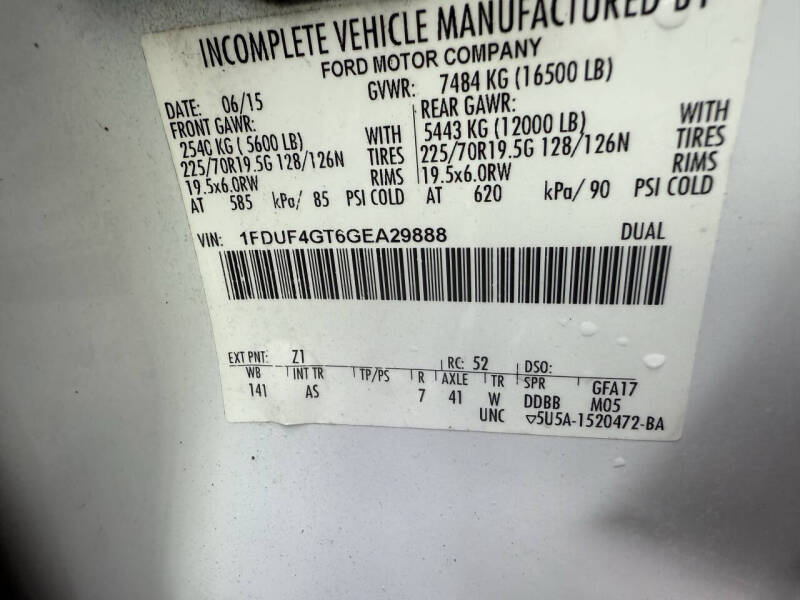 INCOMPLETE VEHICLE MANUFACTURED BY
FORD MOTOR COMPANY
DATE: 06/15 GVWR: 7484 KG (16500 LB)
FRONT GAWR: REAR GAWR:
2540 KG ( 5600 LB) WITH 5443 KG (12000 LB) WITH
225/70R19.5G 128/126N TIRES 225/70R19.5G 128/126N TIRES
19.5x6.0RW RIMS 19.5x6.0RW RIMS
AT 585 kPa/ 85 PSI COLD AT 620 kPa/ 90 PSI COLD
VIN: 1FDUF4GT6GEA29888 DUAL
EXT PNT: Z1 RC: 52 DSO:
WB INT TR TP/PS R AXLE TR SPR GFA17
141 AS 7 41 W DDBB M05
UNC ▽5U5A-1520472-BA